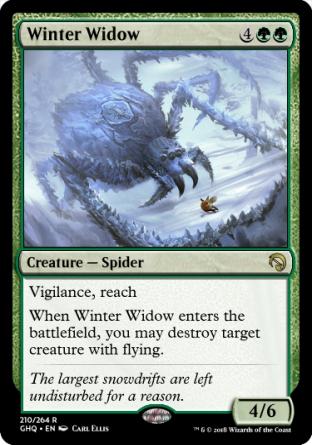 Winter Widow 4
Creature — Spider
Vigilance, reach
When Winter Widow enters the
battlefield, you may destroy target
creature with flying.
The largest snowdrifts are left
undisturbed for a reason.
4/6
210/264 R
GHQ • EN Carl Ellis
™ & © 2018 Wizards of the Coast